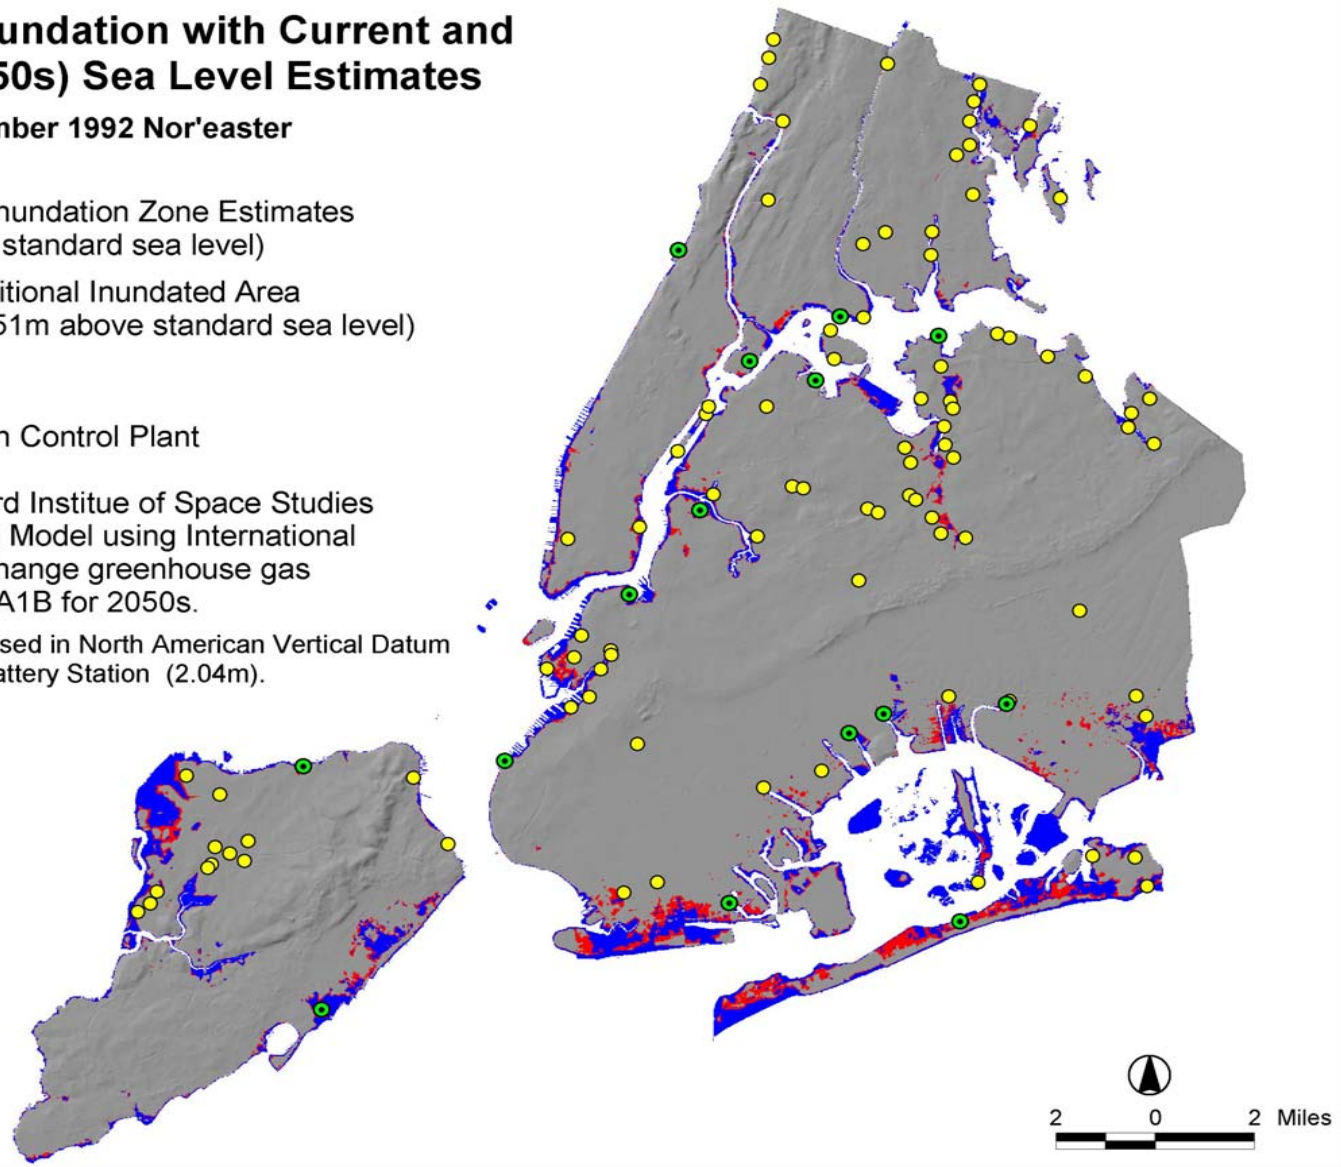 undation with Current and
50s) Sea Level Estimates
mber 1992 Nor'easter
nundation Zone Estimates
standard sea level)
itional Inundated Area
51m above standard sea level)
n Control Plant
rd Institue of Space Studies
Model using International
hange greenhouse gas
A1B for 2050s.
sed in North American Vertical Datum
attery Station (2.04m).
2 0 2 Miles